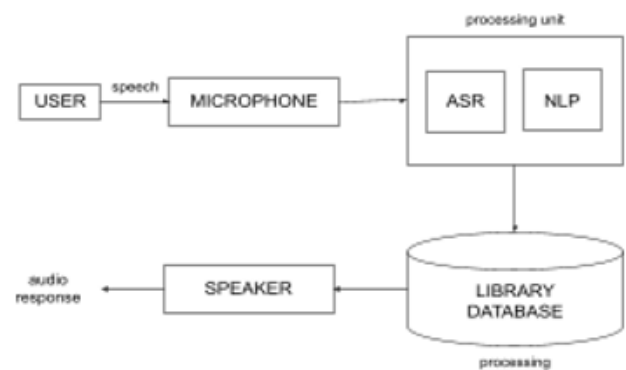 processing unit
USER
speech
MICROPHONE
ASR
NLP
audio
response
SPEAKER
LIBRARY
DATABASE
processing